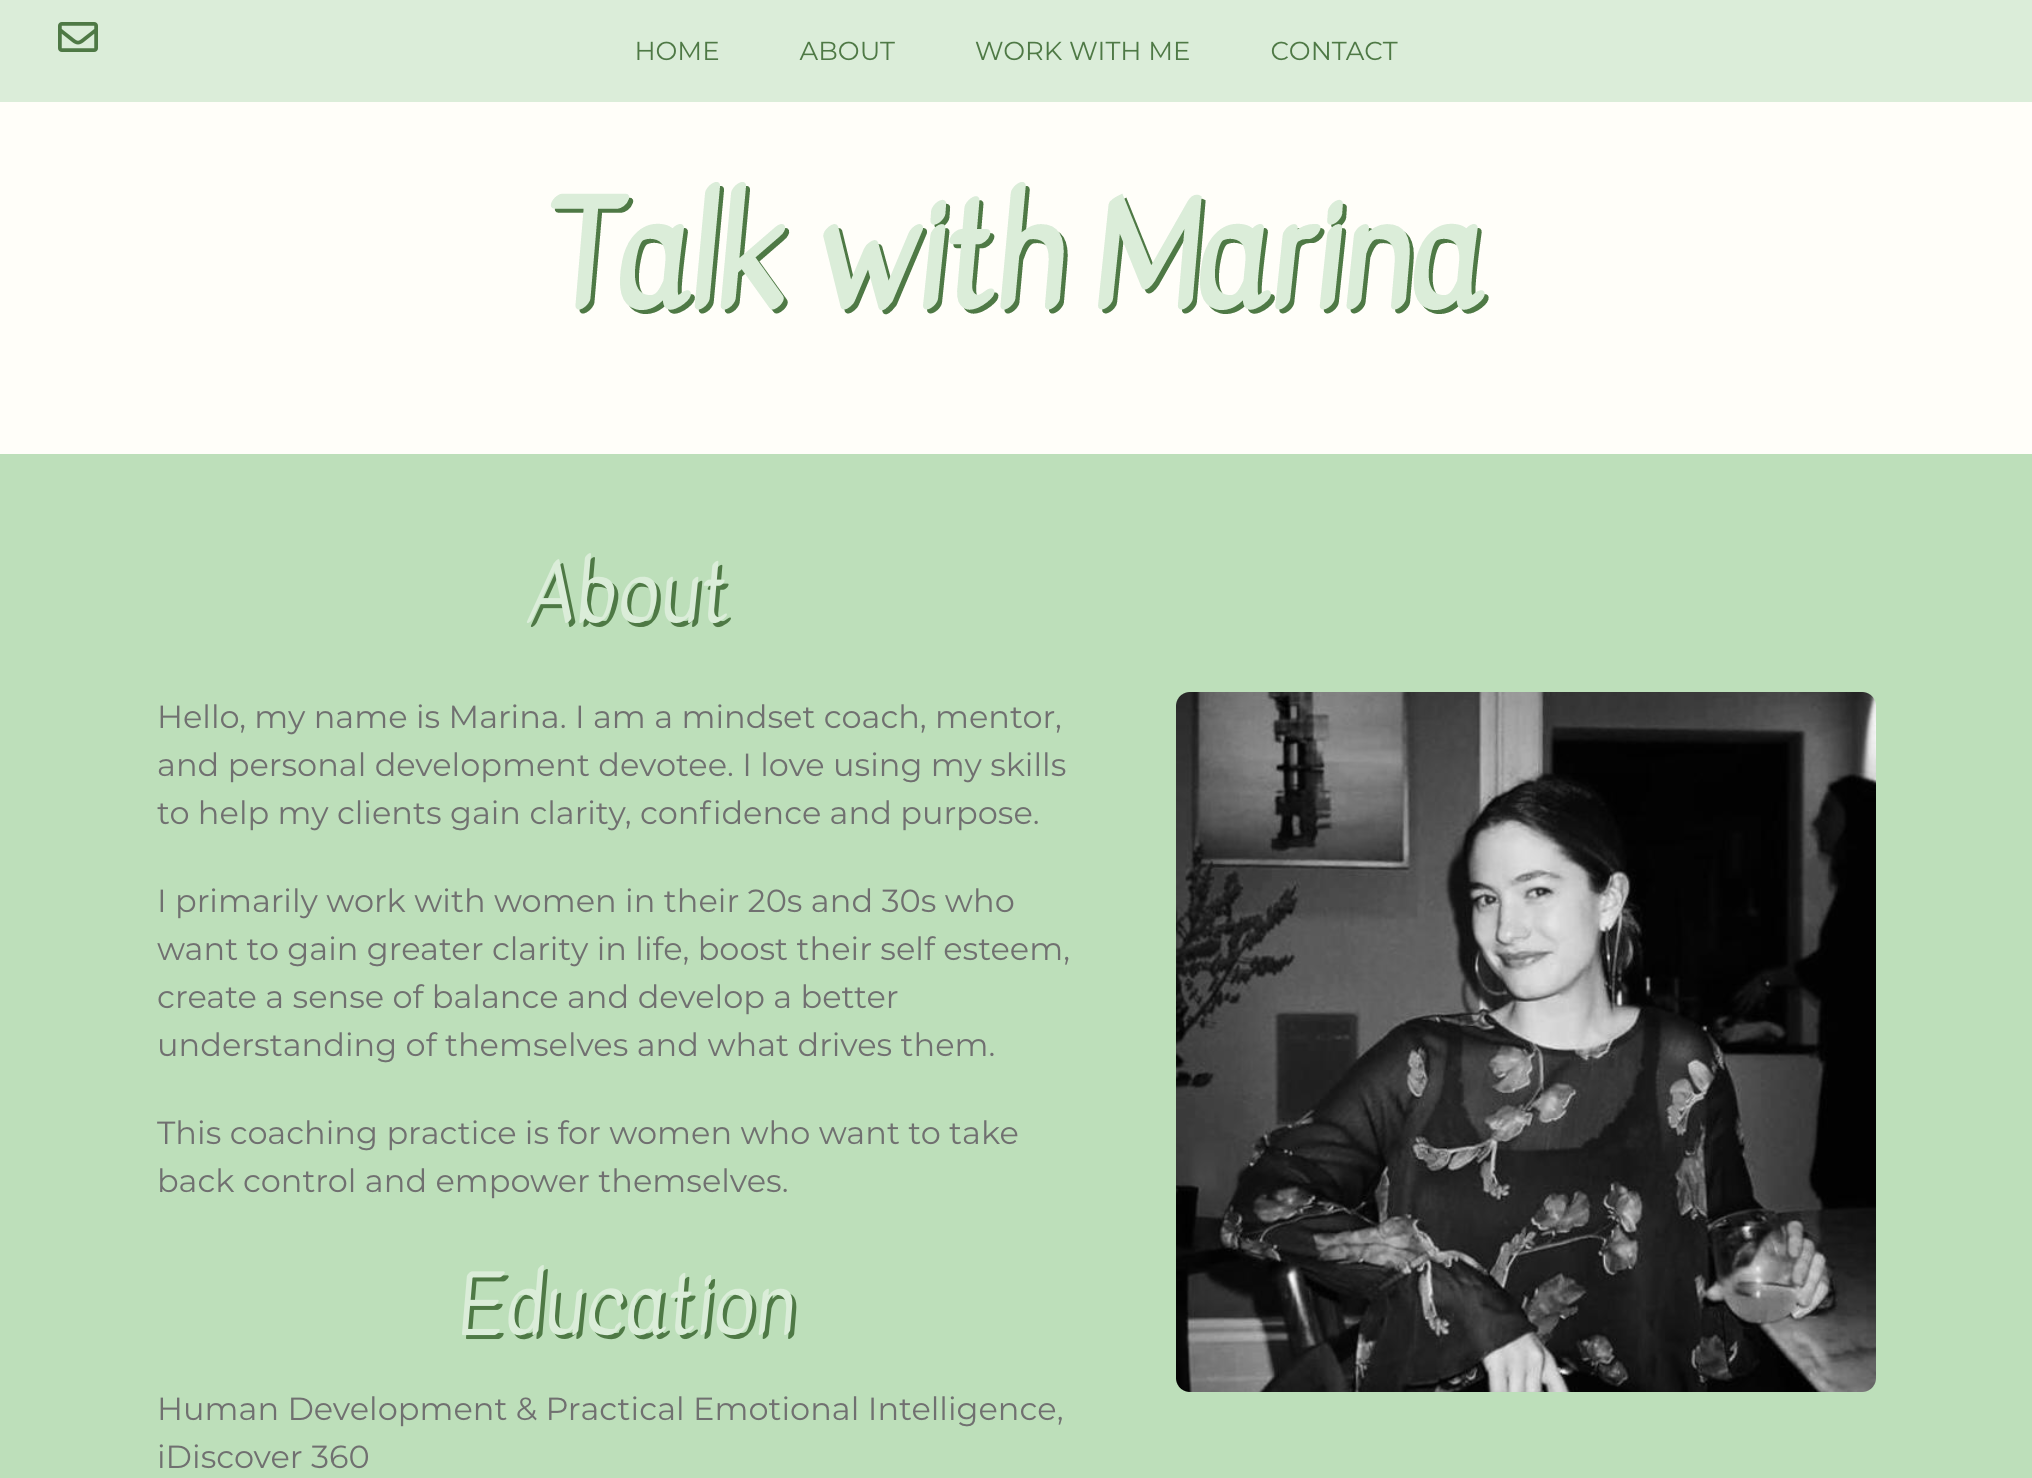 HOME ABOUT WORK WITH ME CONTACT
Talk with Marina
About
Hello, my name is Marina. I am a mindset coach, mentor,
and personal development devotee. I love using my skills
to help my clients gain clarity, confidence and purpose.
I primarily work with women in their 20s and 30s who
want to gain greater clarity in life, boost their self esteem,
create a sense of balance and develop a better
understanding of themselves and what drives them.
This coaching practice is for women who want to take
back control and empower themselves.
Education
Human Development & Practical Emotional Intelligence,
iDiscover 360